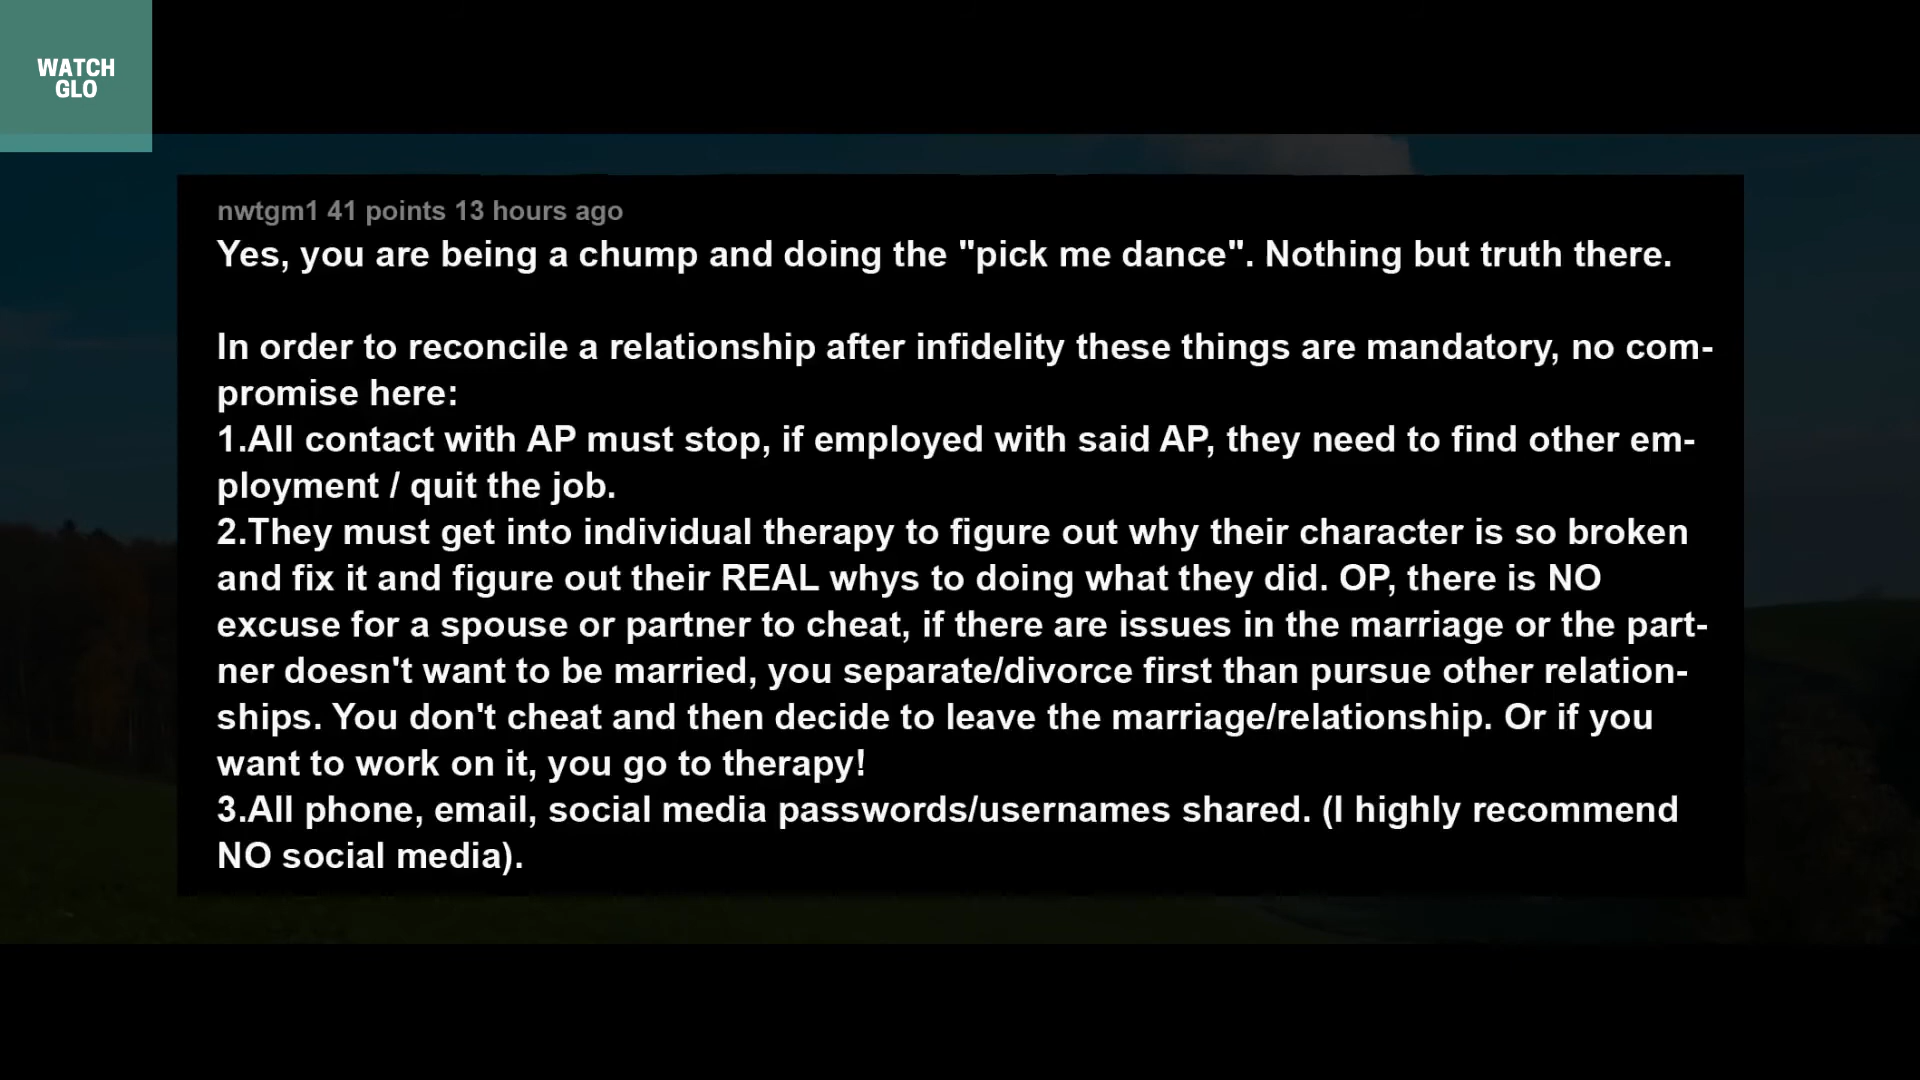 WATCH
GLO
nwtgm1 41 points 13 hours ago
Yes, you are being a chump and doing the "pick me dance". Nothing but truth there.
In order to reconcile a relationship after infidelity these things are mandatory, no com-
promise here:
1.All contact with AP must stop, if employed with said AP, they need to find other em-
ployment / quit the job.
2.They must get into individual therapy to figure out why their character is so broken
and fix it and figure out their REAL whys to doing what they did. OP, there is NO
excuse for a spouse or partner to cheat, if there are issues in the marriage or the part-
ner doesn't want to be married, you separate/divorce first than pursue other relation-
ships. You don't cheat and then decide to leave the marriage/relationship. Or if you
want to work on it, you go to therapy!
3.All phone, email, social media passwords/usernames shared. (I highly recommend
NO social media).